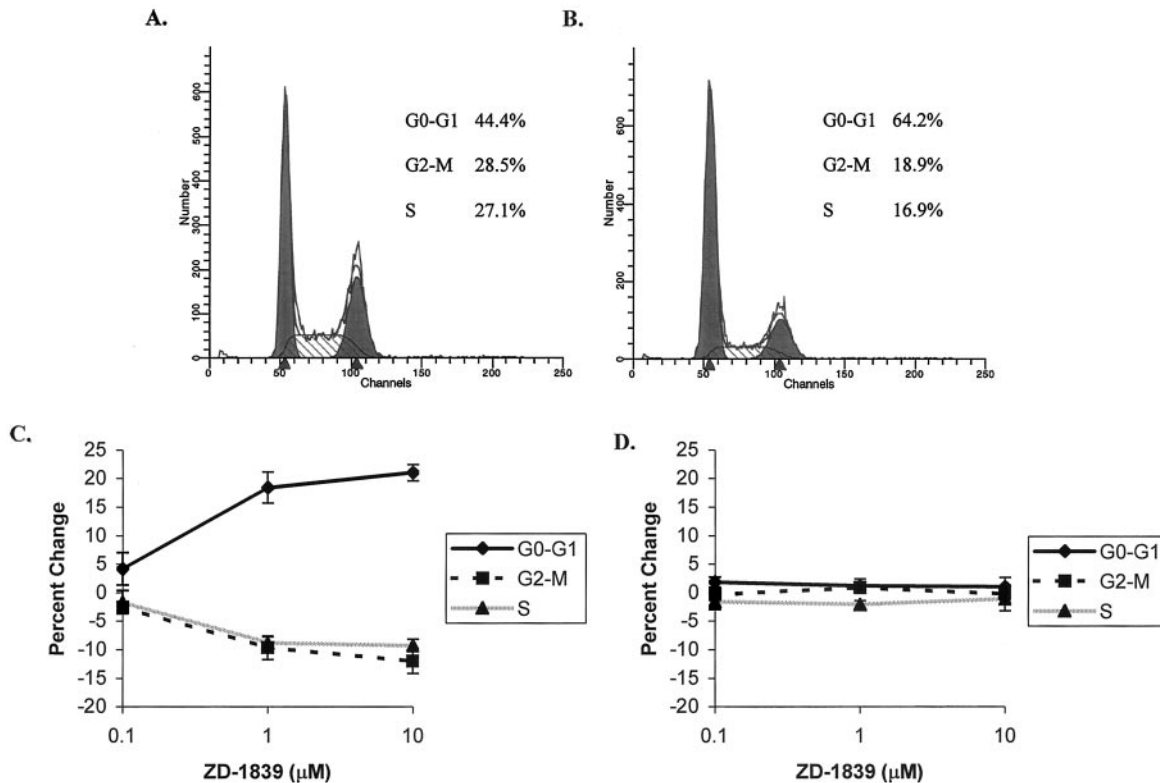 A.
600
500
400
300
200
100
0
Number
G0-G1 44.4%
G2-M 28.5%
S 27.1%
0 50 100 150 200 250
Channels
B.
600
400
200
0
Number
G0-G1 64.2%
G2-M 18.9%
S 16.9%
0 50 100 150 200 250
Channels
C.
25
20
15
10
5
0
-5
-10
-15
-20
Percent Change
G0-G1
G2-M
S
0.1 1 10
ZD-1839 (μM)
D.
25
20
15
10
5
0
-5
-10
-15
-20
Percent Change
G0-G1
G2-M
S
0.1 1 10
ZD-1839 (μM)